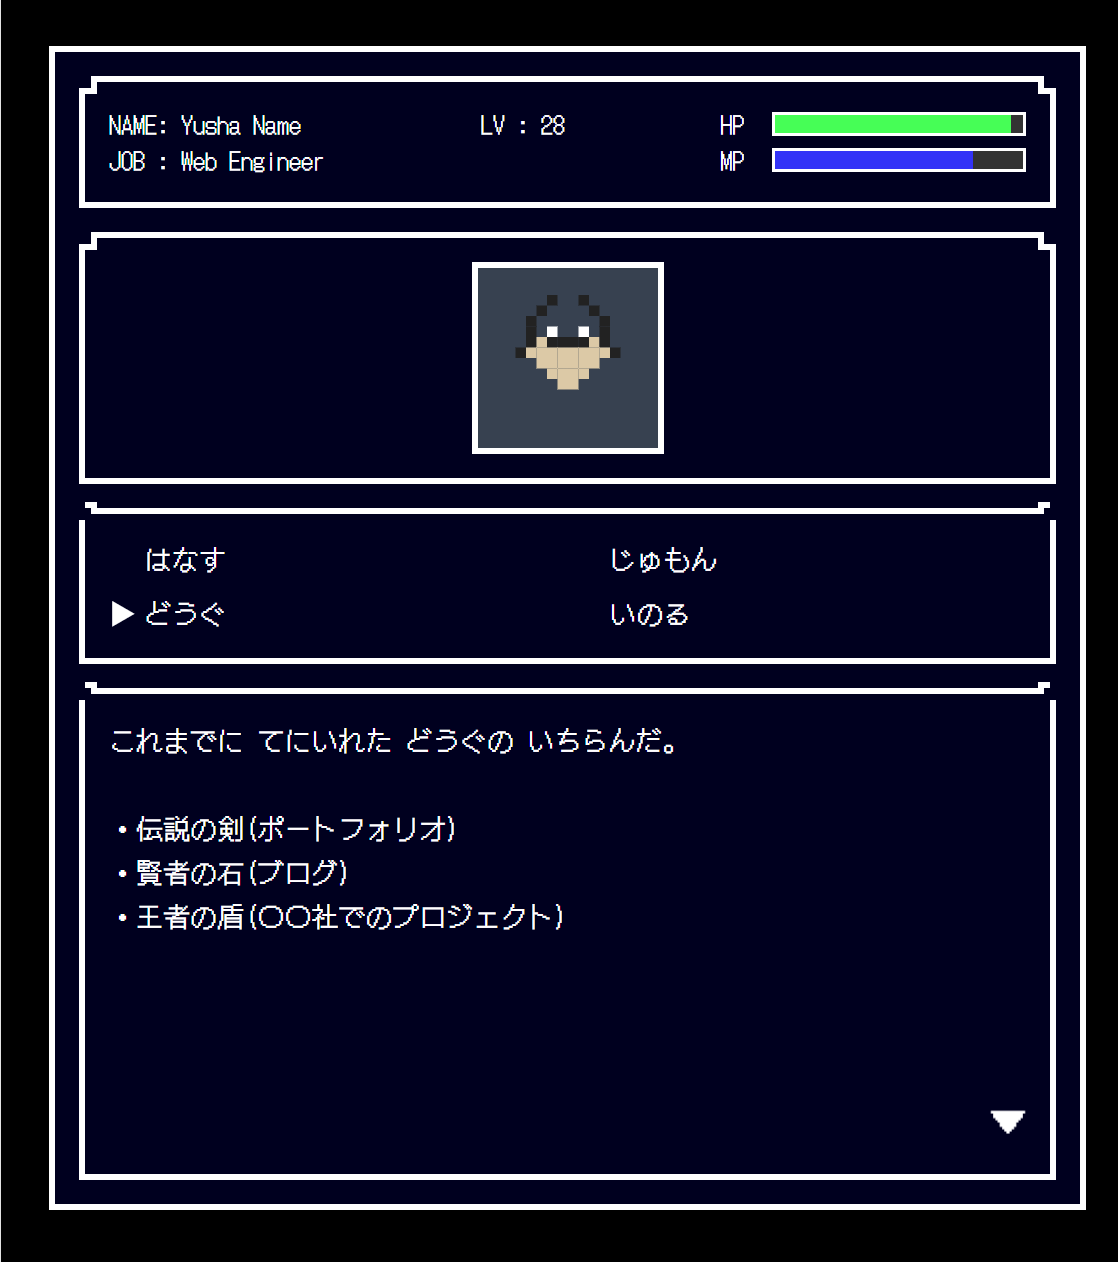 NAME: Yusha Name LV : 28 HP
JOB : Web Engineer MP
はなす じゅもん
▶どうぐ いのる
これまでに てにいれた どうぐの いちらんだ。
・伝説の剣(ポートフォリオ)
・賢者の石(ブログ)
・王者の盾(〇〇社でのプロジェクト)
▼